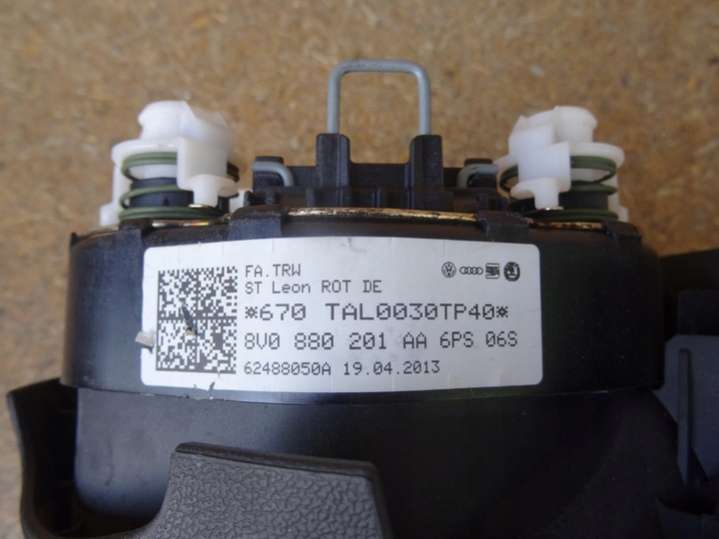 FA.TRW
ST Leon ROT DE
*670 TAL0030TP40*
8V0 880 201 AA 6PS 06S
62488050A 19.04.2013